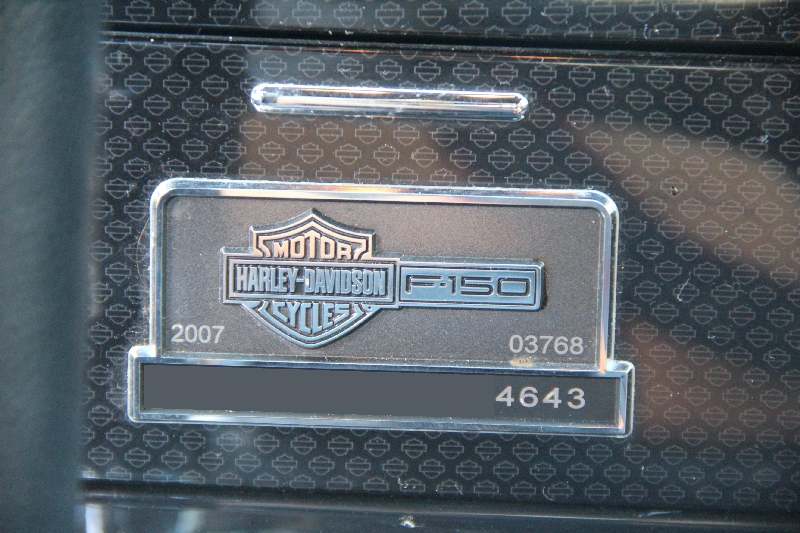 MOTOR
HARLEY-DAVIDSON F-150
CYCLES
2007 03768
4643